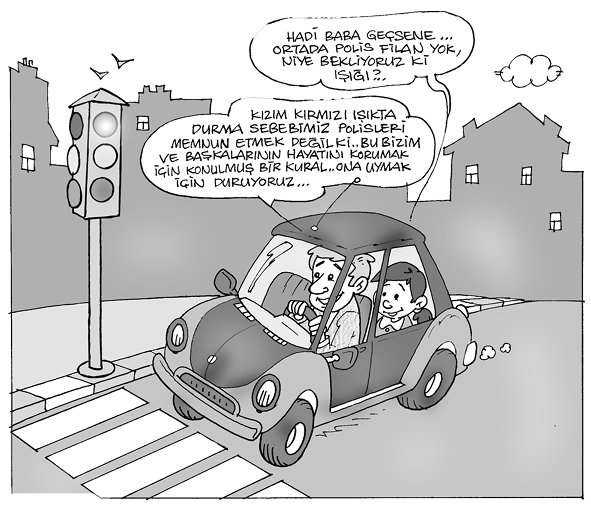 HADİ BABA GEÇSENE...
ORTADA POLİS FİLAN YOK,
NİYE BEKLİYORUZ Kİ
IŞIĞI?..
KIZIM KIRMIZI IŞIKTA
DURMA SEBEBİMİZ POLİSLERİ
MEMNUN ETMEK DEĞİL Kİ.. BU BİZİM
VE BAŞKALARININ HAYATINI KORUMAK
İÇİN KONULMUŞ BİR KURAL.. ONA UYMAK
İÇİN DURUYORUZ...